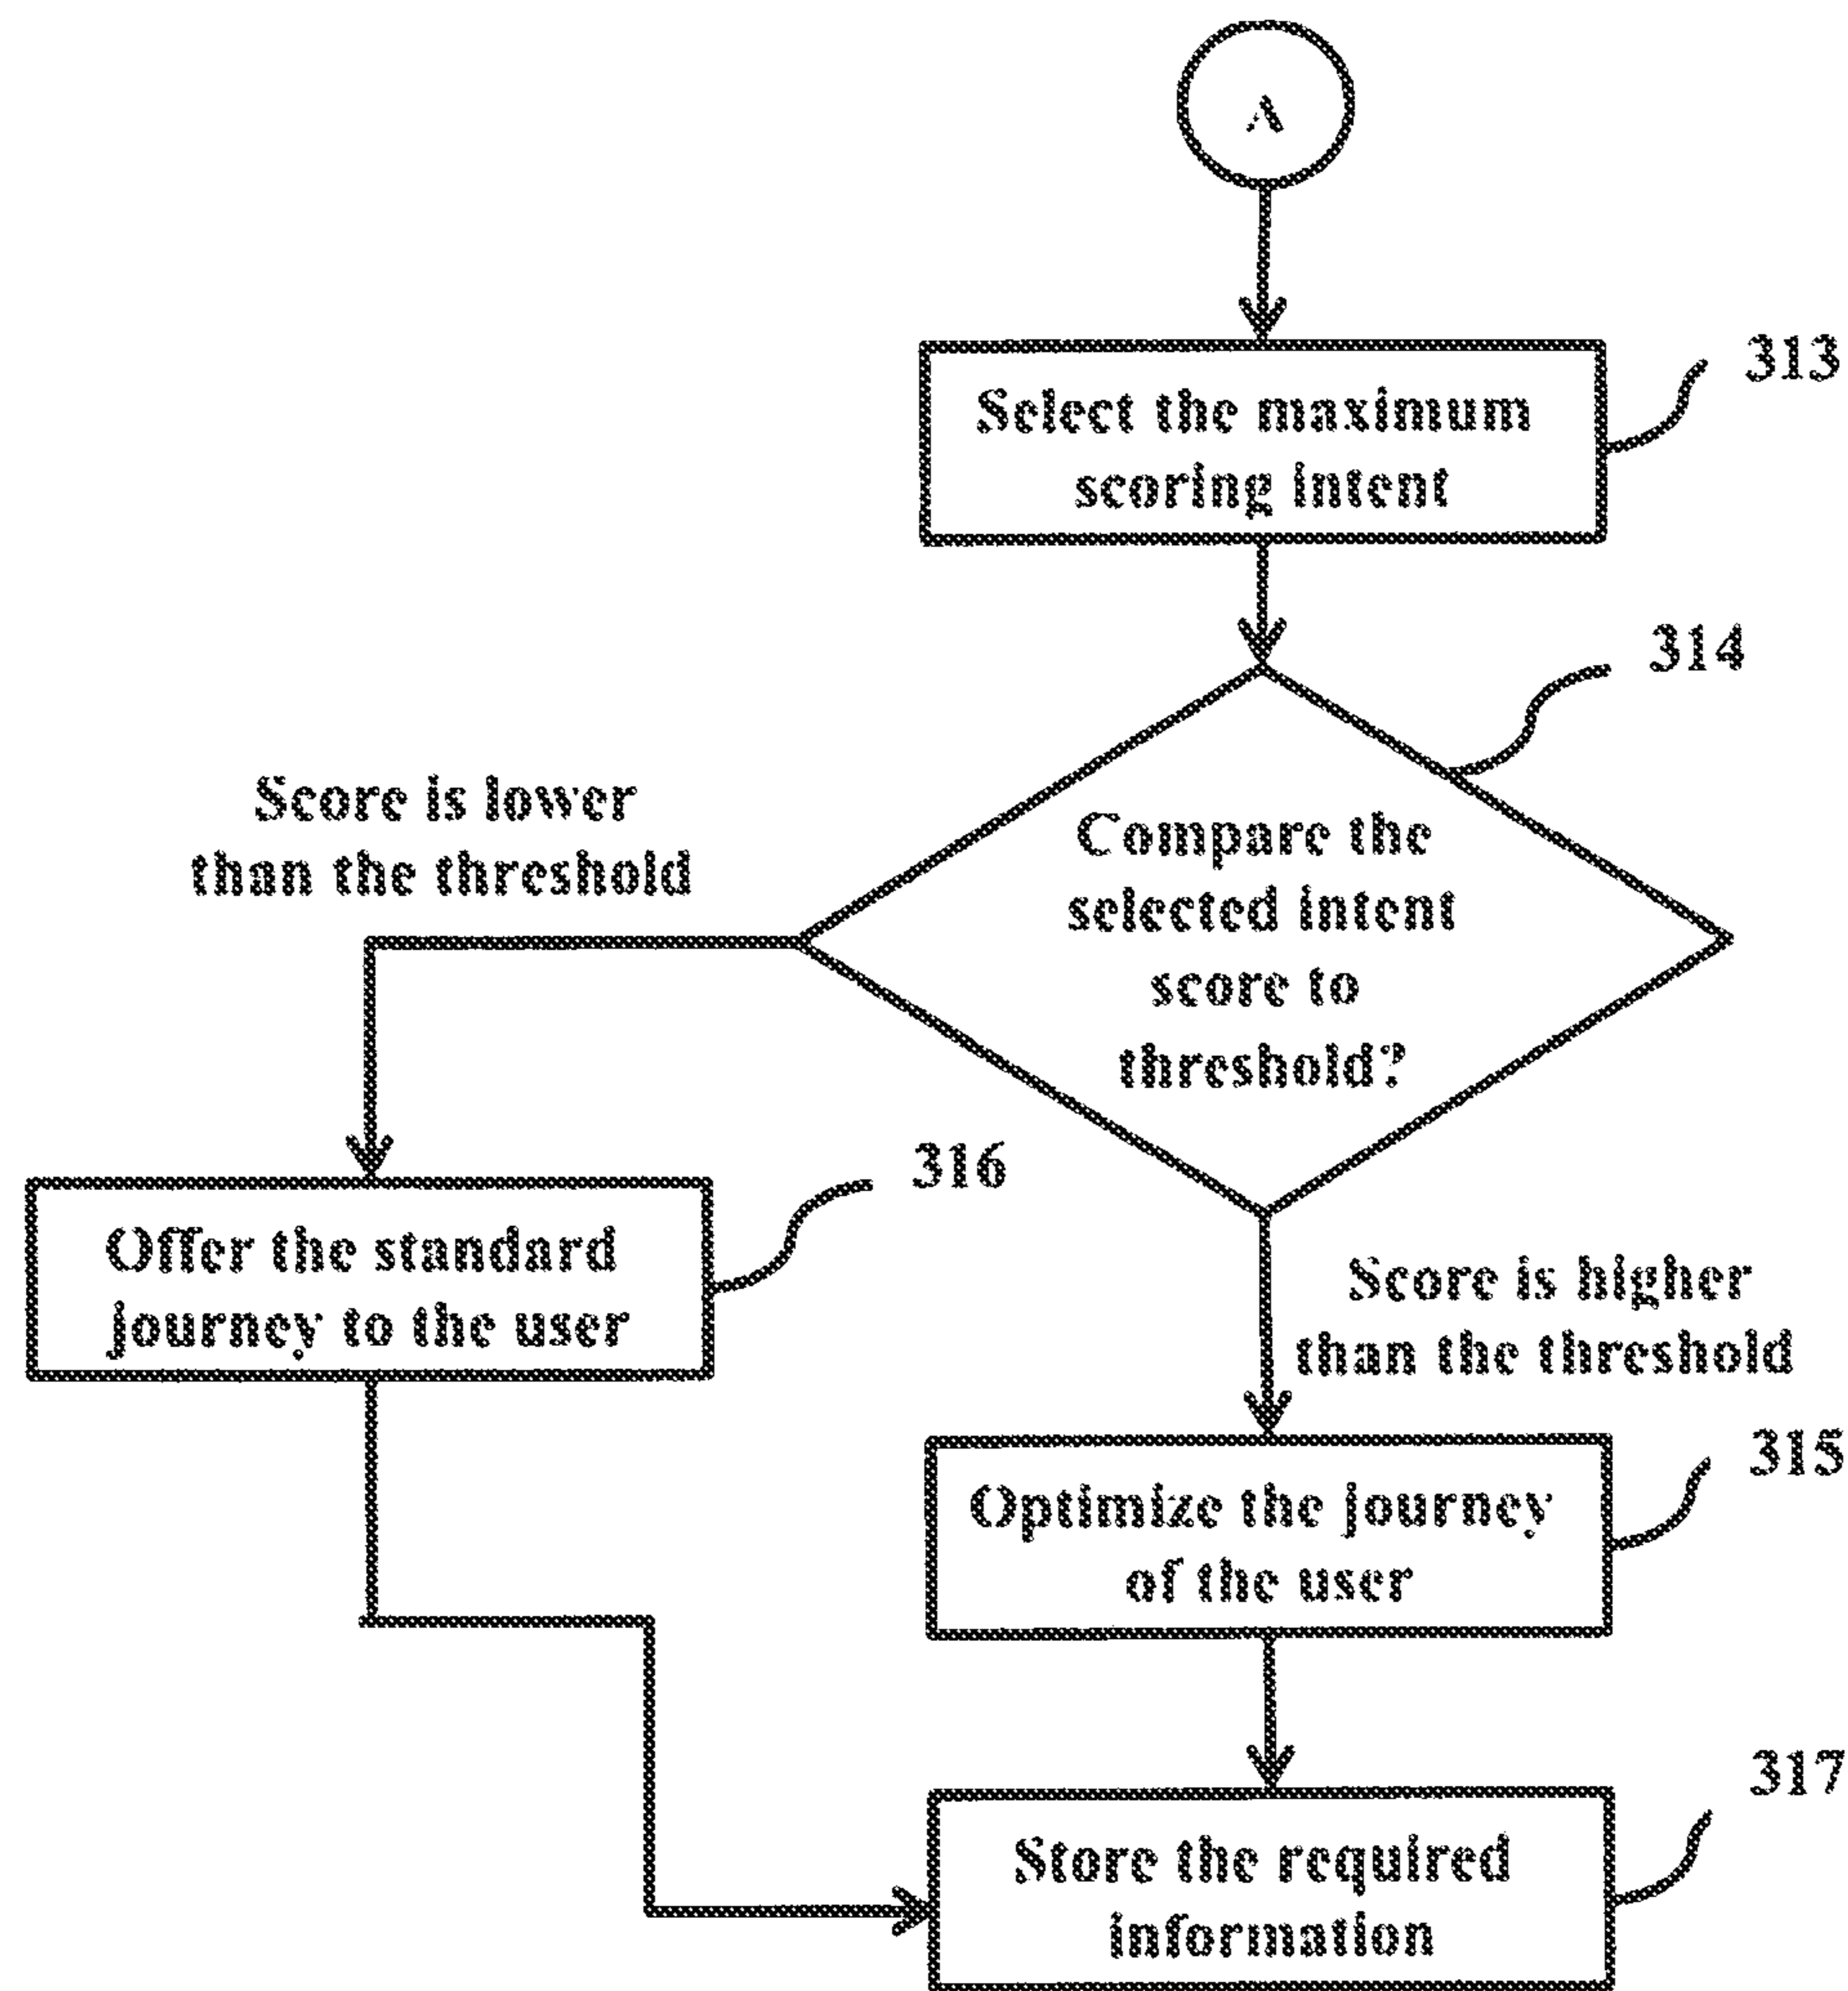 A
Select the maximum
scoring intent
313
314
Compare the
selected intent
score to
threshold?
Score is lower
than the threshold
316
Offer the standard
journey to the user
Score is higher
than the threshold
315
Optimize the journey
of the user
317
Store the required
information